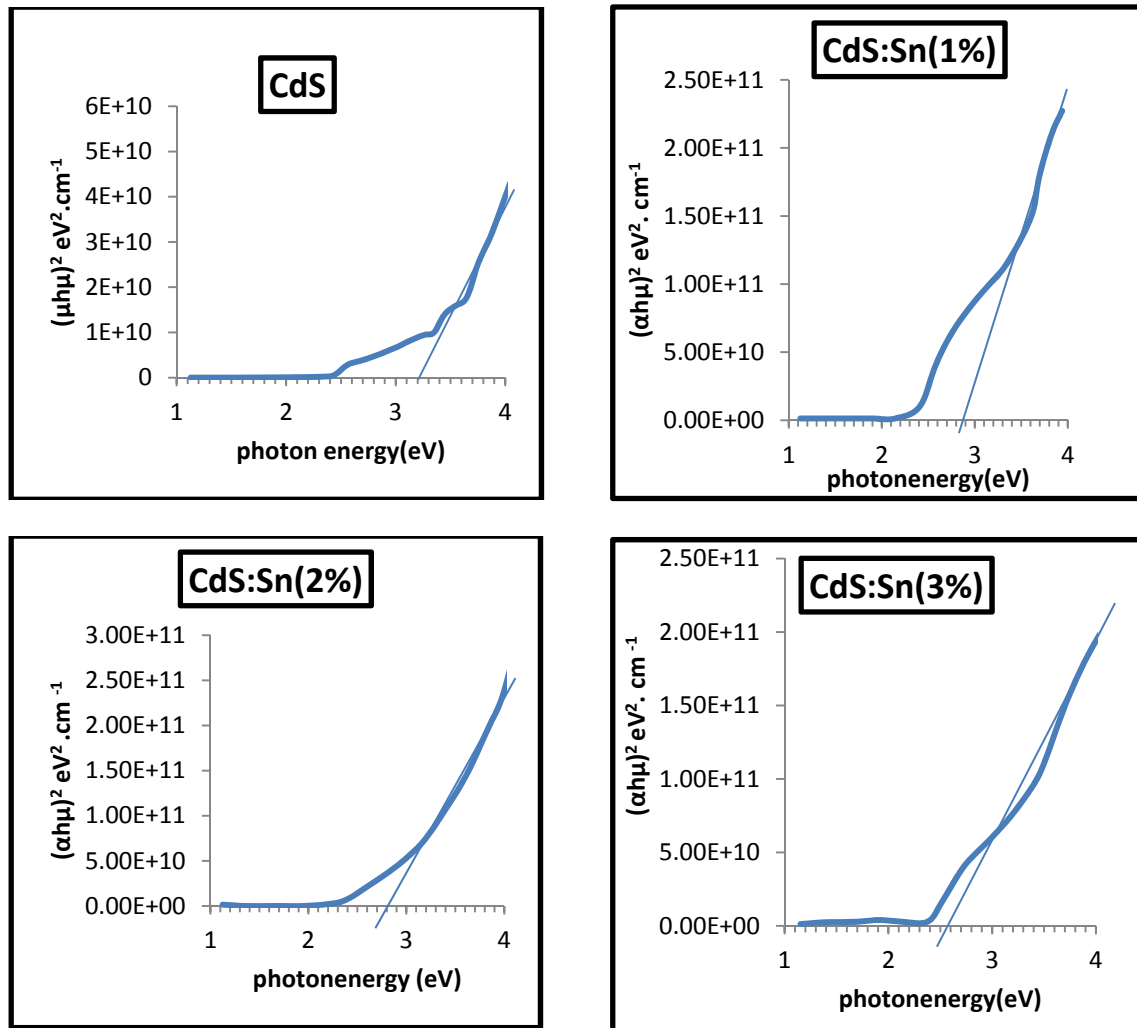 CdS
6E+10
5E+10
4E+10
3E+10
2E+10
1E+10
0
1 2 3 4
(µhµ)² eV².cm⁻¹
photon energy(eV)
CdS:Sn(1%)
2.50E+11
2.00E+11
1.50E+11
1.00E+11
5.00E+10
0.00E+00
1 2 3 4
(αhµ)² eV². cm⁻¹
photonenergy(eV)
CdS:Sn(2%)
3.00E+11
2.50E+11
2.00E+11
1.50E+11
1.00E+11
5.00E+10
0.00E+00
1 2 3 4
(αhµ)² eV² .cm⁻¹
photonenergy (eV)
CdS:Sn(3%)
2.50E+11
2.00E+11
1.50E+11
1.00E+11
5.00E+10
0.00E+00
1 2 3 4
(αhµ)² eV². cm⁻¹
photonenergy(eV)